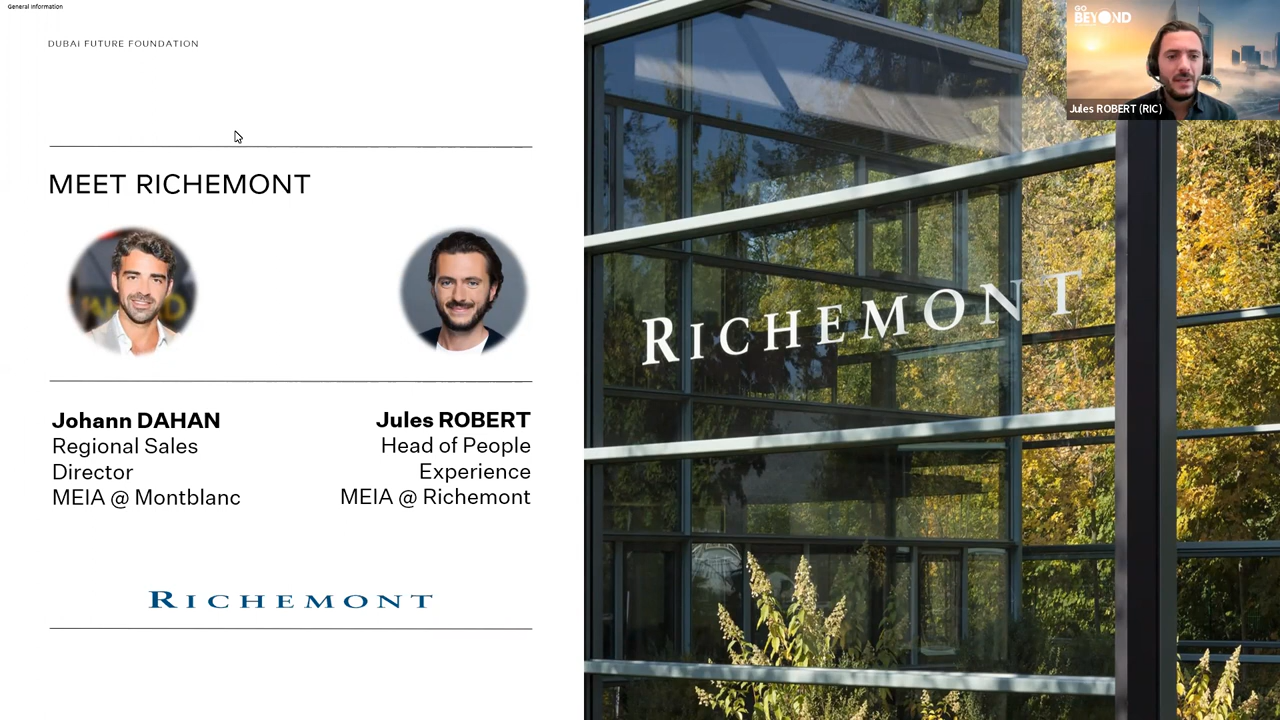 General Information
DUBAI FUTURE FOUNDATION
MEET RICHEMONT
Johann DAHAN
Regional Sales
Director
MEIA @ Montblanc
Jules ROBERT
Head of People
Experience
MEIA @ Richemont
RICHEMONT
RICHEMONT
GO
BEYOND
Jules ROBERT (RIC)